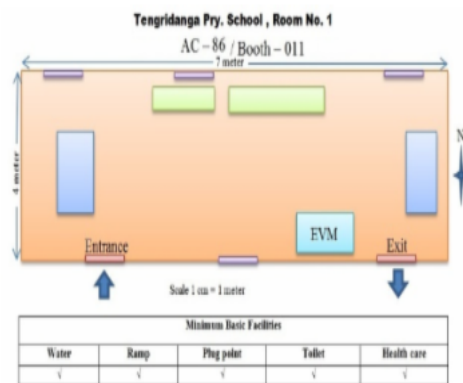 Tengridanga Pry. School , Room No. 1
AC – 86 / Booth – 011
7 meter
4 meter
N
EVM
Entrance
Exit
Scale 1 cm = 1 meter
Minimum Basic Facilities
Water Ramp Plug point Toilet Health care
√ √ √ √ √